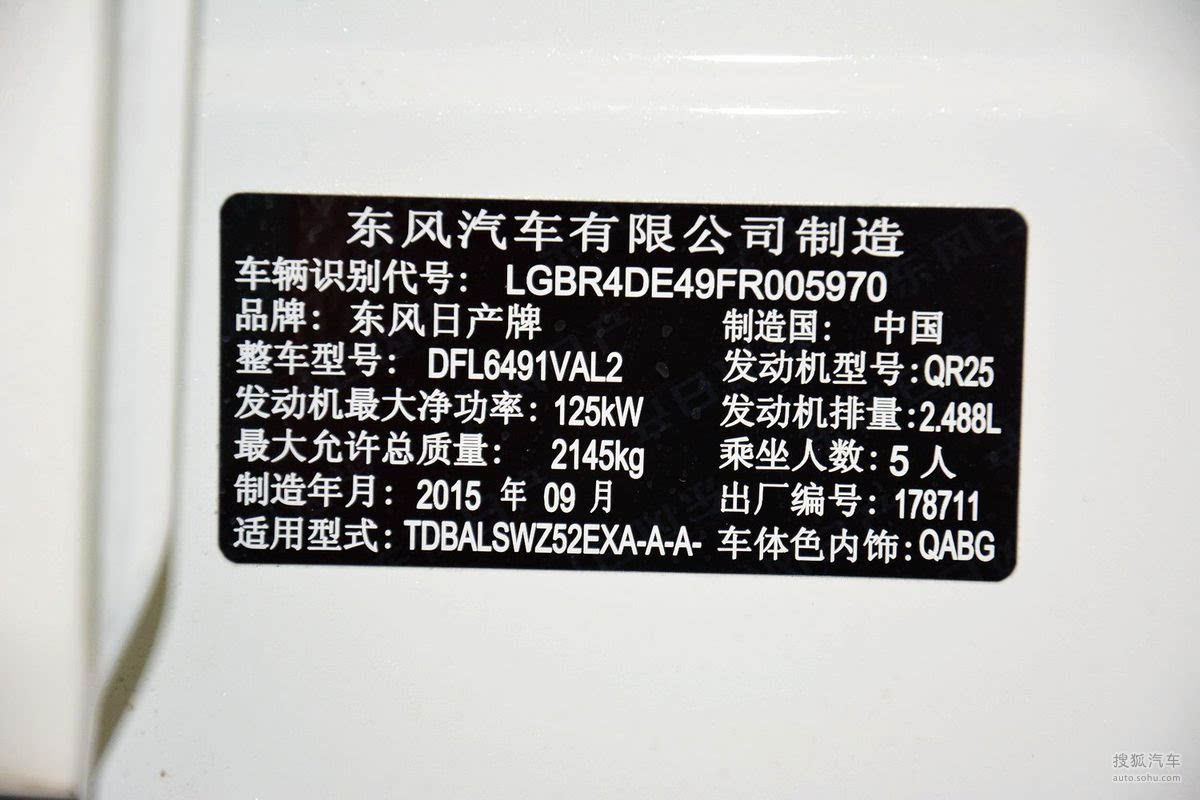 东风汽车有限公司制造
车辆识别代号: LGBR4DE49FR005970
品牌: 东风日产牌 制造国: 中国
整车型号: DFL6491VAL2 发动机型号:QR25
发动机最大净功率: 125kW 发动机排量:2.488L
最大允许总质量: 2145kg 乘坐人数:5人
制造年月: 2015 年 09 月 出厂编号: 178711
适用型式: TDBALSWZ52EXA-A-A- 车体色内饰:QABG
搜狐汽车
auto.sohu.com